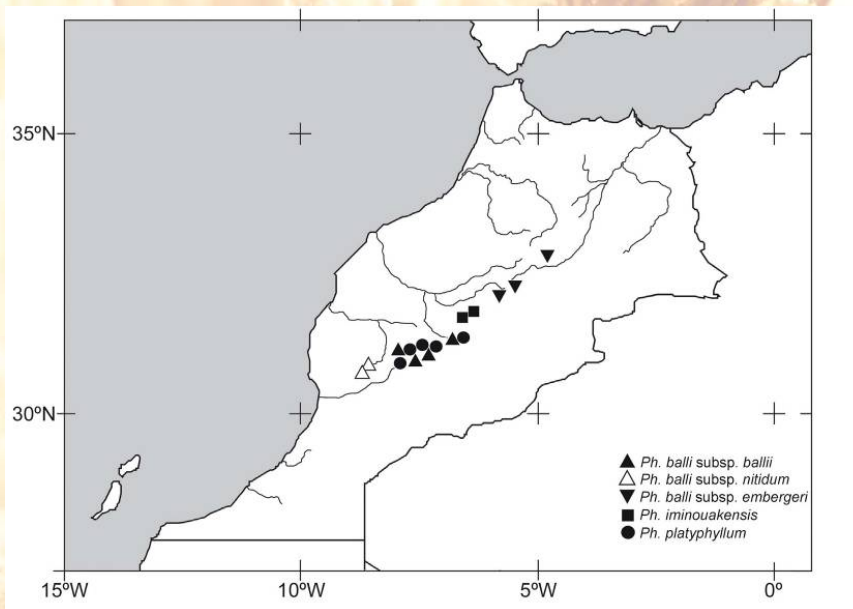 35ºN
30ºN
Ph. balli subsp. ballii
Ph. balli subsp. nitidum
Ph. balli subsp. embergeri
Ph. iminouakensis
Ph. platyphyllum
15ºW 10ºW 5ºW 0º